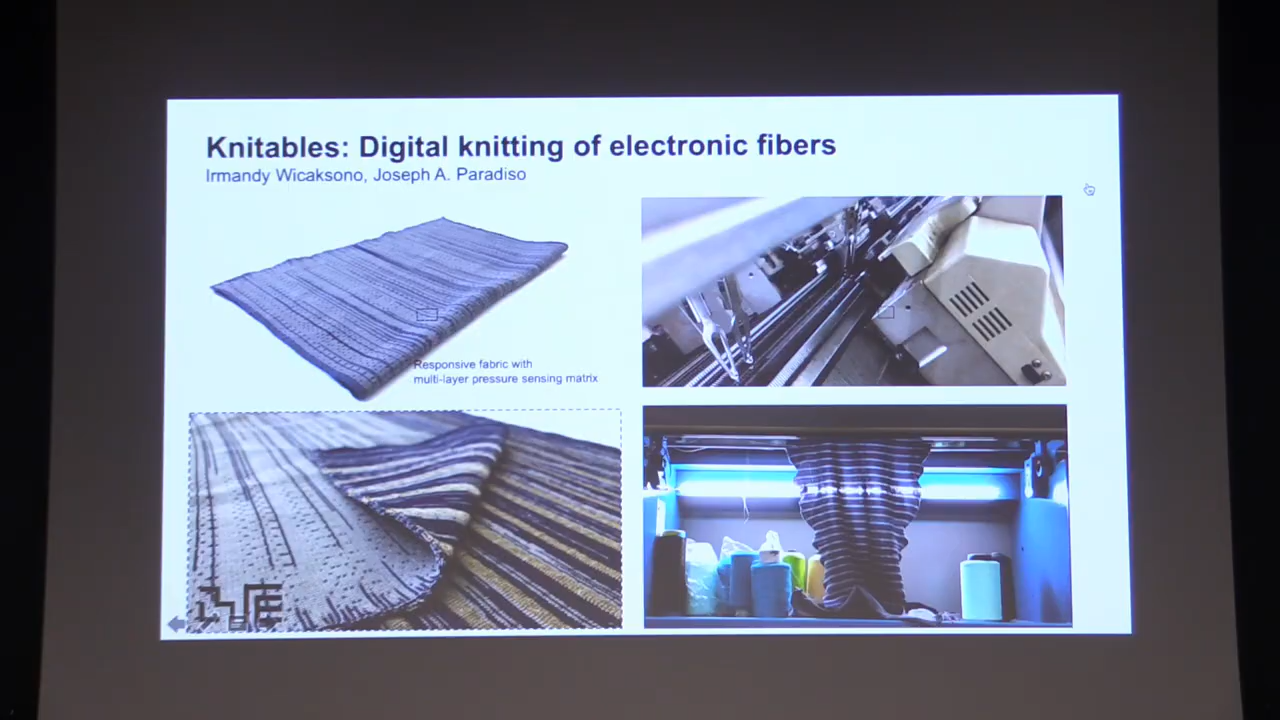 Knitables: Digital knitting of electronic fibers
Irmandy Wicaksono, Joseph A. Paradiso
Responsive fabric with
multi-layer pressure sensing matrix